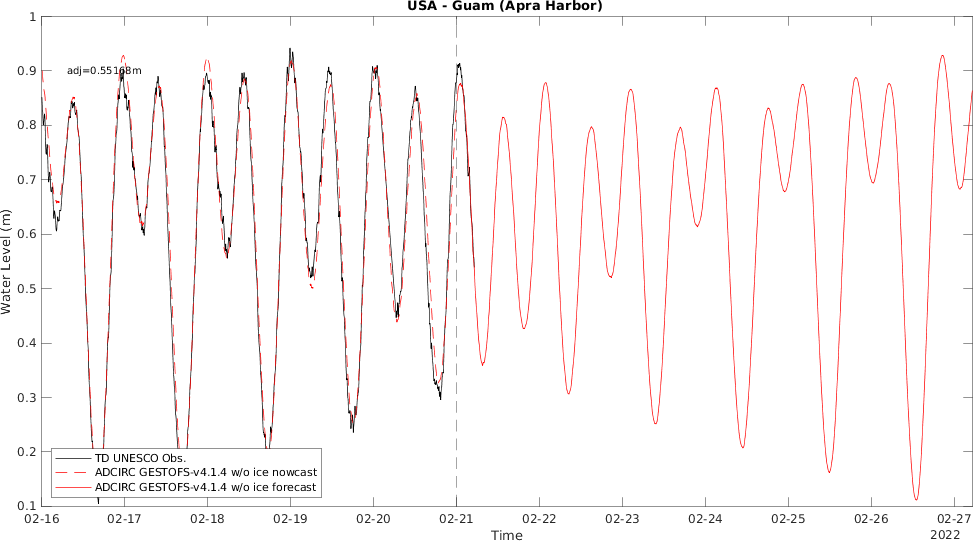 USA - Guam (Apra Harbor)
adj=0.55168m
Water Level (m)
1
0.9
0.8
0.7
0.6
0.5
0.4
0.3
0.2
0.1
TD UNESCO Obs.
ADCIRC GESTOFS-v4.1.4 w/o ice nowcast
ADCIRC GESTOFS-v4.1.4 w/o ice forecast
02-16 02-17 02-18 02-19 02-20 02-21 02-22 02-23 02-24 02-25 02-26 02-27
Time
2022